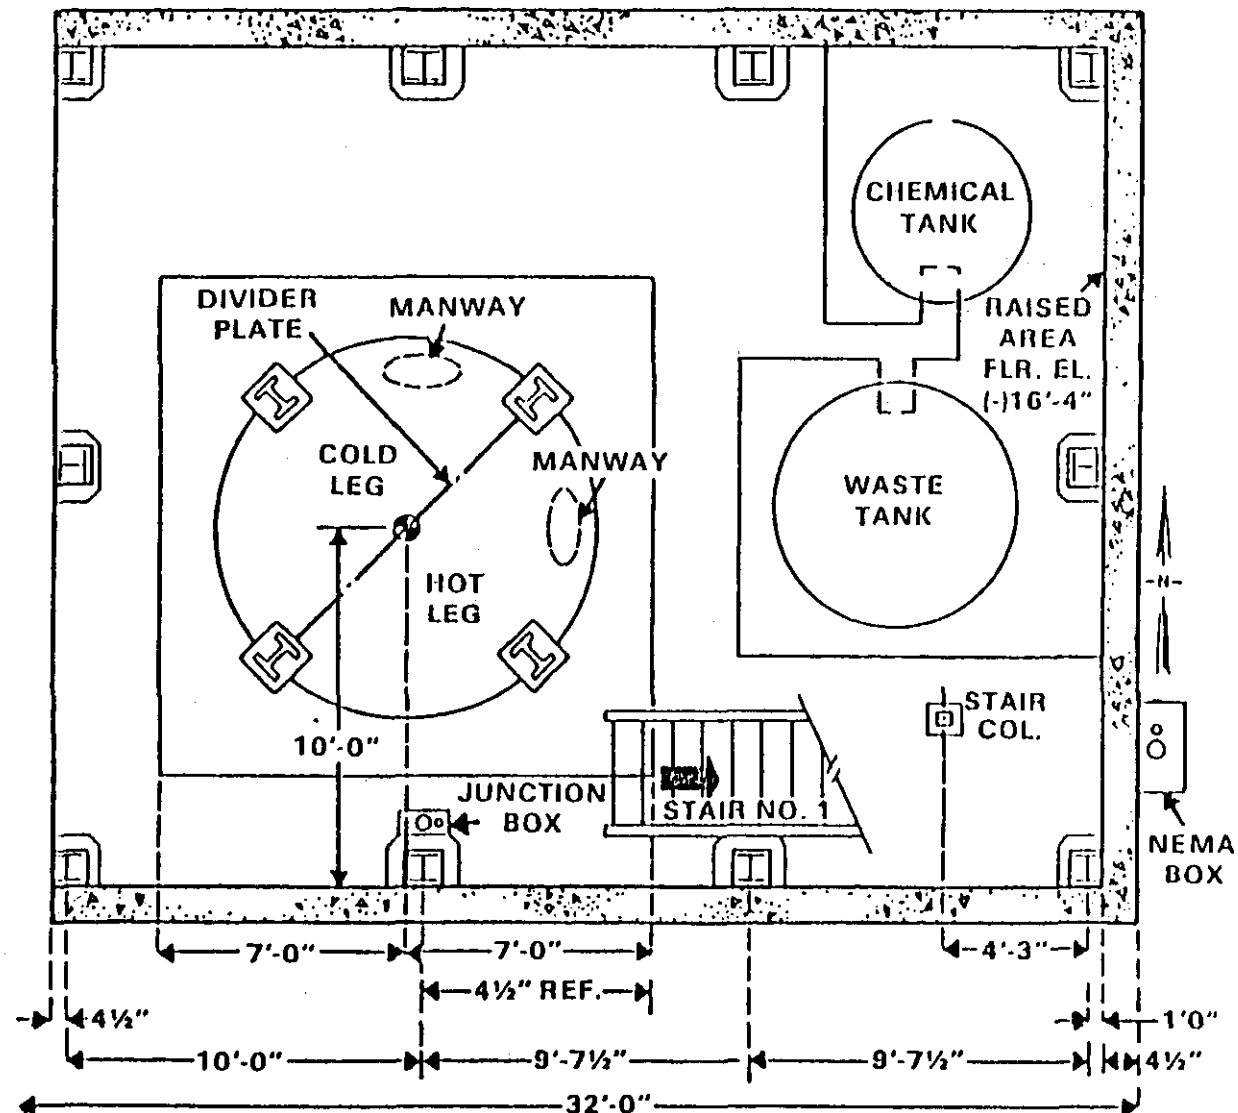 CHEMICAL
TANK
DIVIDER
PLATE
MANWAY
RAISED
AREA
FLR. EL.
(-)16'-4"
COLD
LEG
MANWAY
WASTE
TANK
-N-
HOT
LEG
STAIR
COL.
10'-0"
JUNCTION
BOX
STAIR NO. 1
NEMA
BOX
7'-0"
7'-0"
4'-3"
4½" REF.
4½"
1'0"
10'-0"
9'-7½"
9'-7½"
4½"
32'-0"